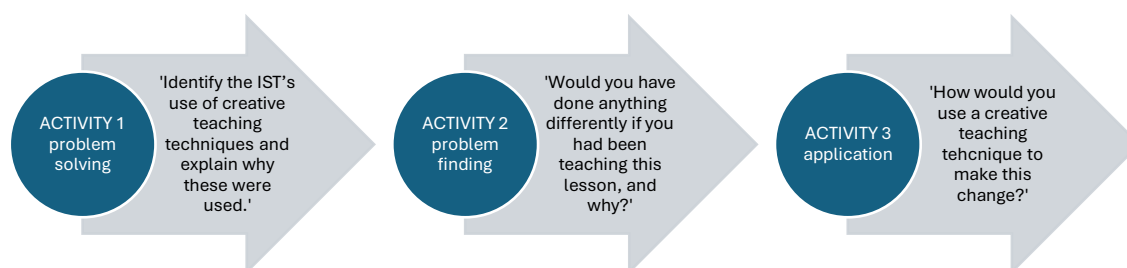 ACTIVITY 1
problem
solving
'Identify the IST's
use of creative
teaching
techniques and
explain why
these were
used.'
ACTIVITY 2
problem
finding
'Would you have
done anything
differently if you
had been
teaching this
lesson, and
why?'
ACTIVITY 3
application
'How would you
use a creative
teaching
tehcnique to
make this
change?'